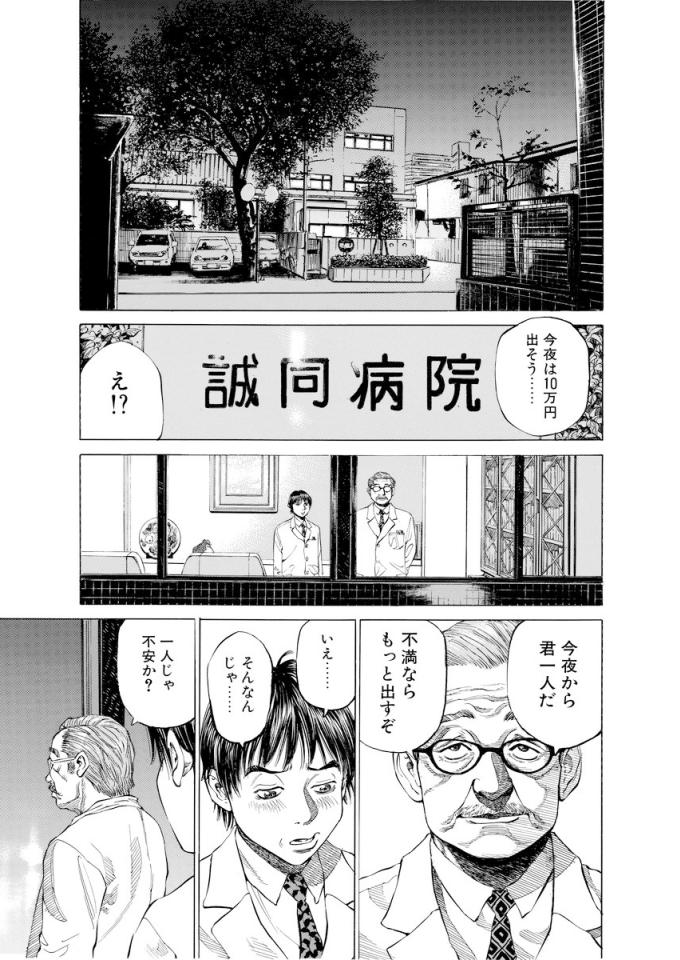 今夜は10万円
出そう……
誠同病院
え!?
今夜から
君一人だ
不満なら
もっと出すぞ
いえ……
そんなん
じゃ……
一人じゃ
不安か?